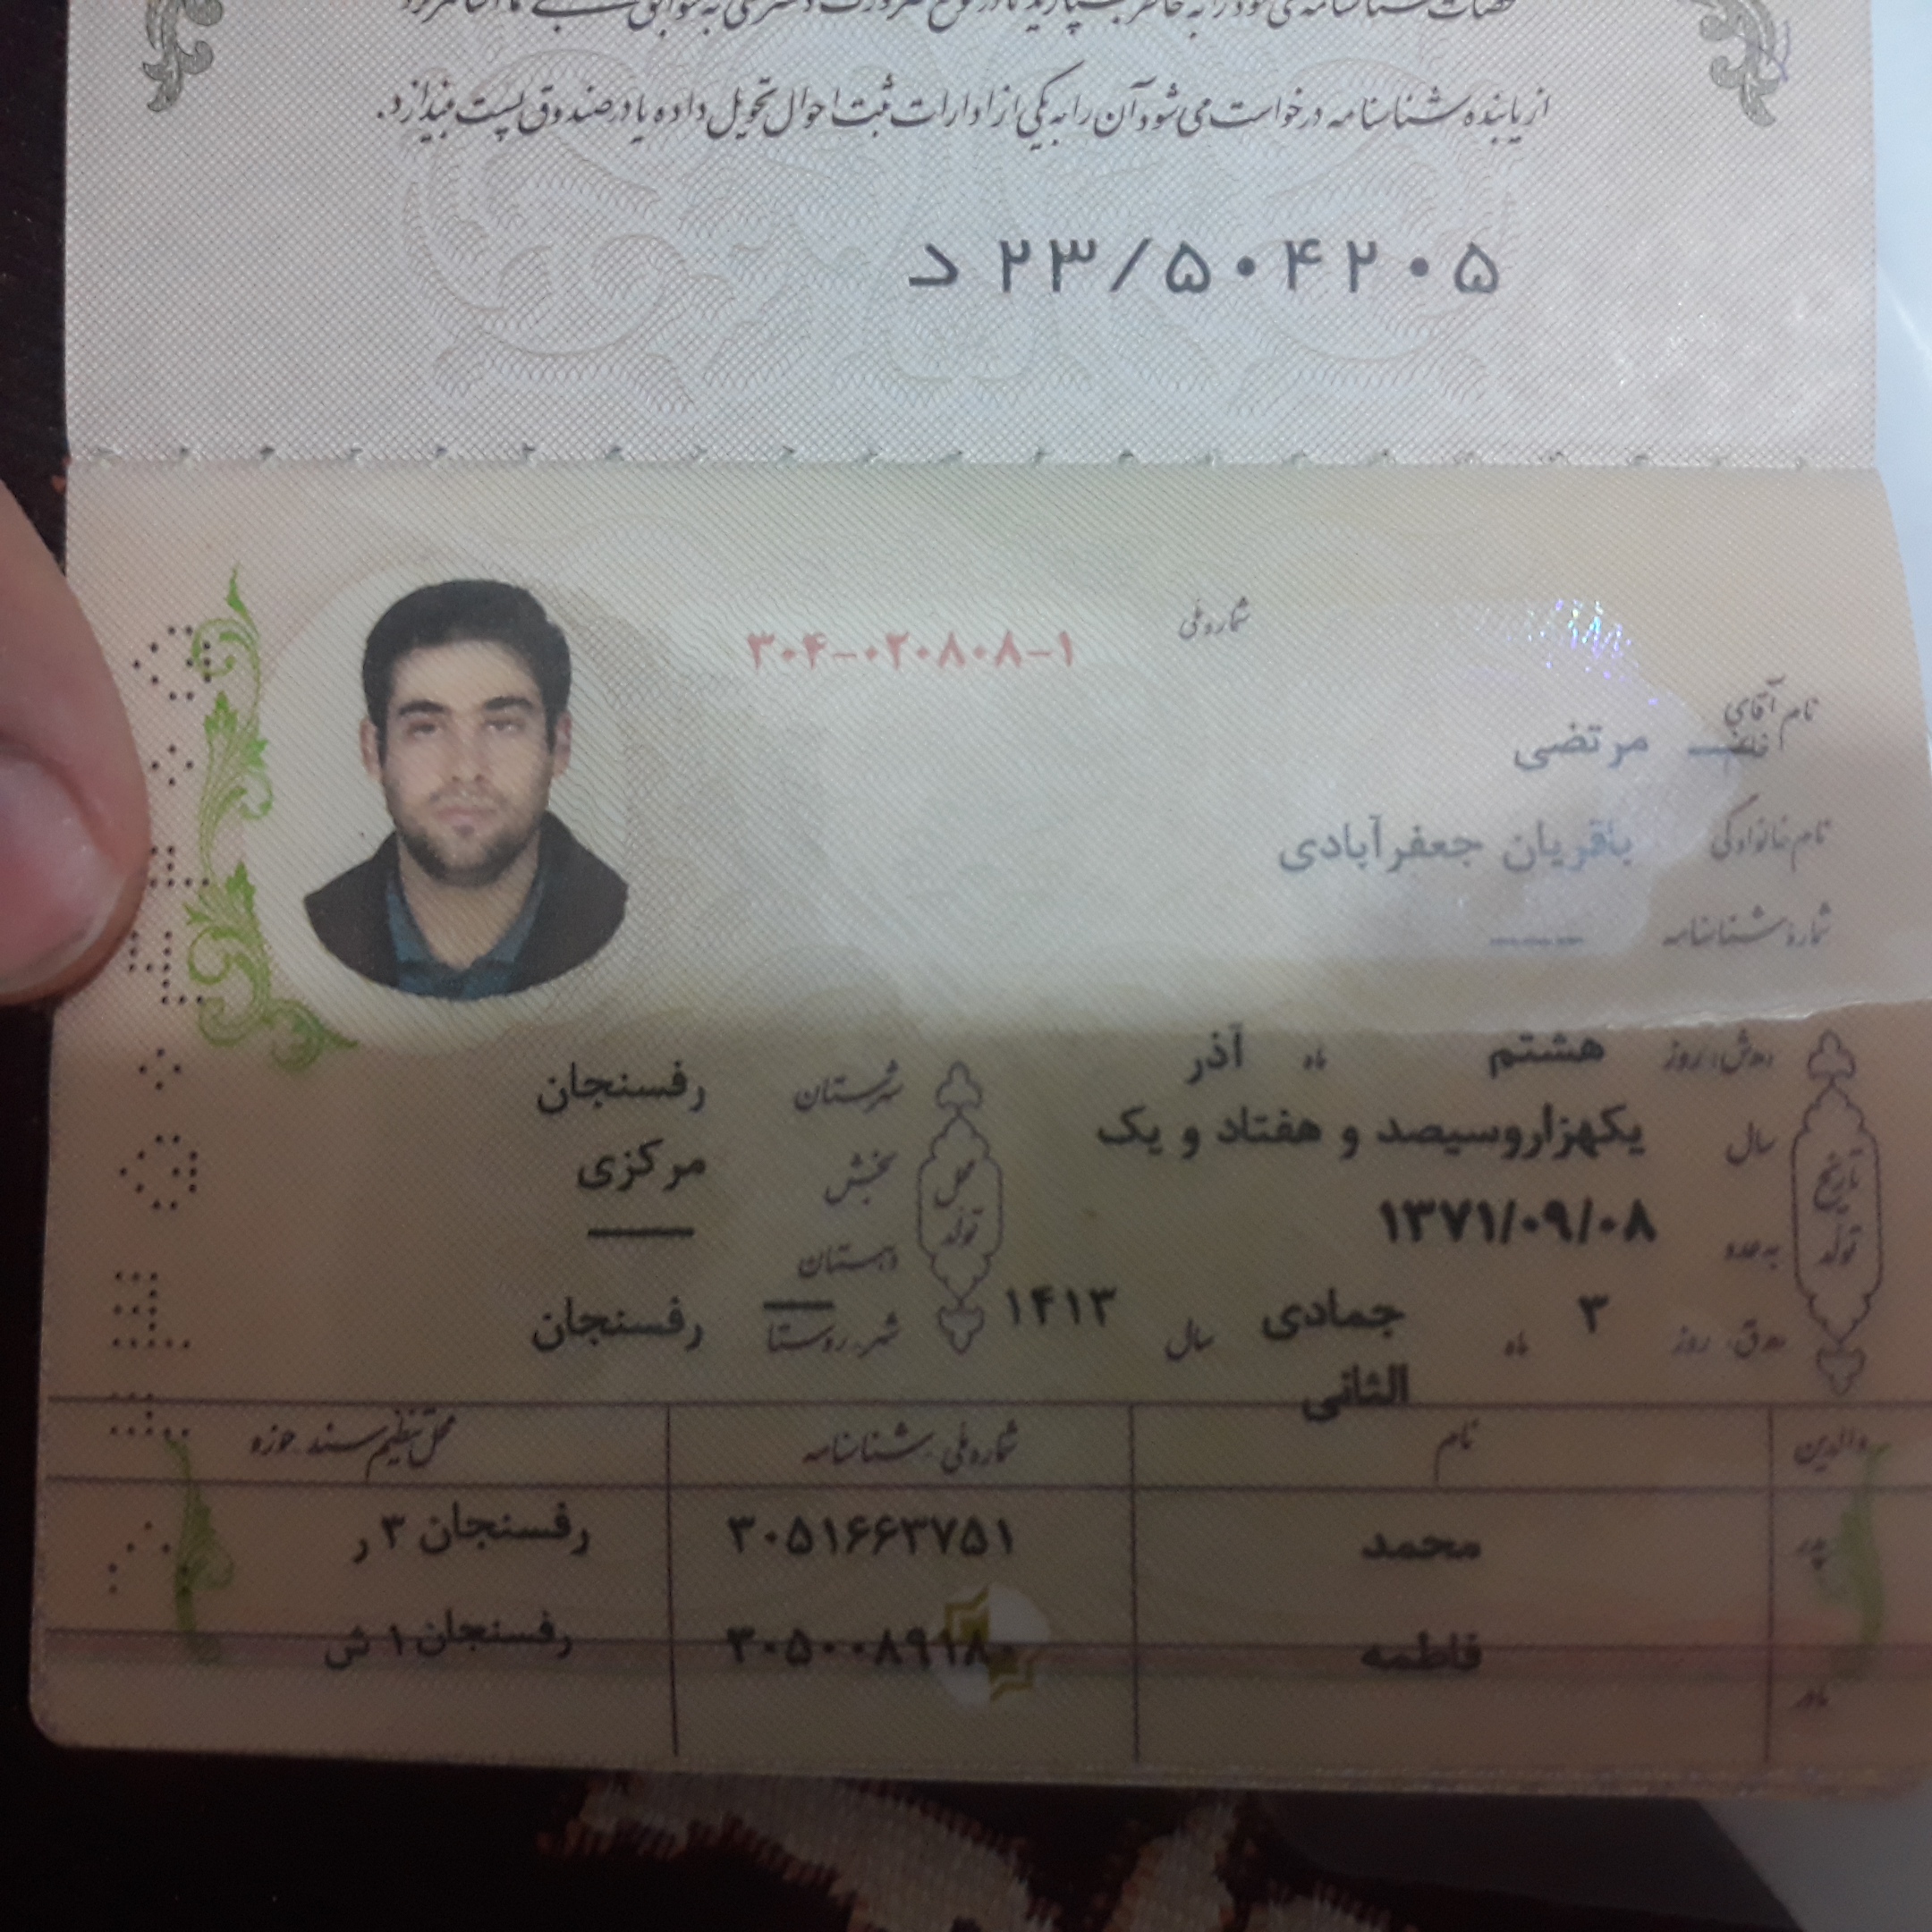 از یابنده شناسنامه درخواست می‌شود آن را به یکی از ادارات ثبت احوال تحویل داده یا در صندوق پست بیندازد.
د ۲۳/۵۰۴۲۰۵
شماره ملی ۳۰۴-۰۲۰۸۰۸-۱
نام آقای مرتضی
نام خانوادگی باقریان جعفرآبادی
شماره شناسنامه
تاریخ تولد
ه‍.ش: روز هشتم ماه آذر
سال یکهزاروسیصد و هفتاد و یک
به عدد ۱۳۷۱/۰۹/۰۸
ه‍.ق: روز ۳ ماه جمادی الثانی سال ۱۴۱۳
محل تولد
شهرستان رفسنجان
بخش مرکزی
دهستان
شهر، روستا رفسنجان
والدین نام شماره ملی، شناسنامه محل تنظیم سند، حوزه
پدر محمد ۳۰۵۱۶۶۳۷۵۱ رفسنجان ۳ ر
مادر فاطمه رفسنجان ۱ ش